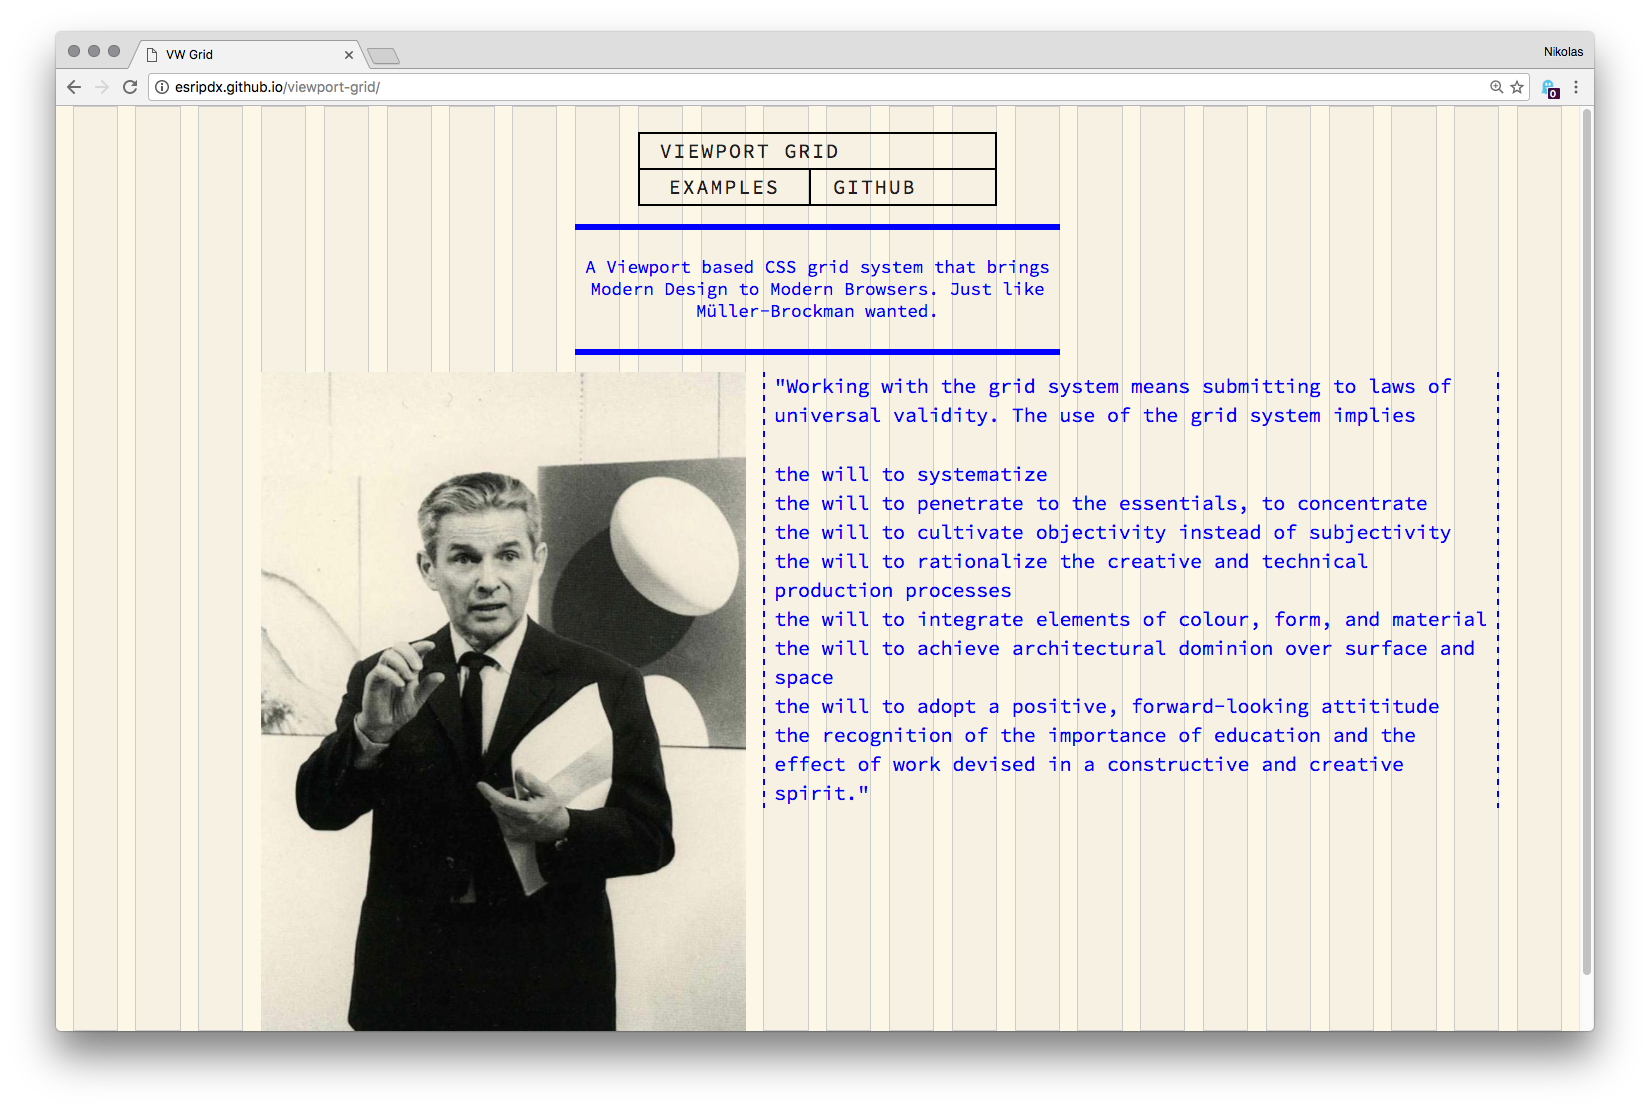 VW Grid
Nikolas
esripdx.github.io/viewport-grid/
0
VIEWPORT GRID
EXAMPLES GITHUB
A Viewport based CSS grid system that brings
Modern Design to Modern Browsers. Just like
Müller-Brockman wanted.
"Working with the grid system means submitting to laws of
universal validity. The use of the grid system implies
the will to systematize
the will to penetrate to the essentials, to concentrate
the will to cultivate objectivity instead of subjectivity
the will to rationalize the creative and technical
production processes
the will to integrate elements of colour, form, and material
the will to achieve architectural dominion over surface and
space
the will to adopt a positive, forward-looking attititude
the recognition of the importance of education and the
effect of work devised in a constructive and creative
spirit."